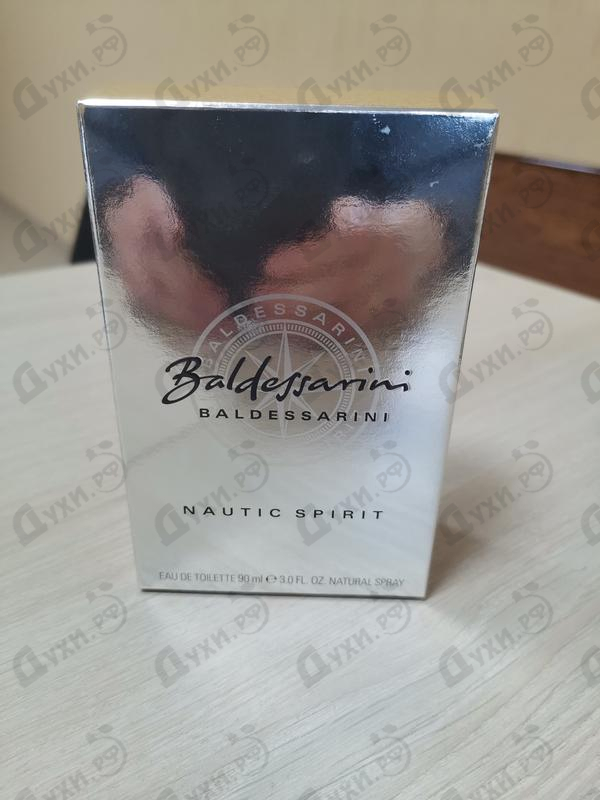 BALDESSARINI
Baldessarini
BALDESSARINI
NAUTIC SPIRIT
EAU DE TOILETTE 90 ml ℮ 3.0 FL. OZ. NATURAL SPRAY
Духи.РФ